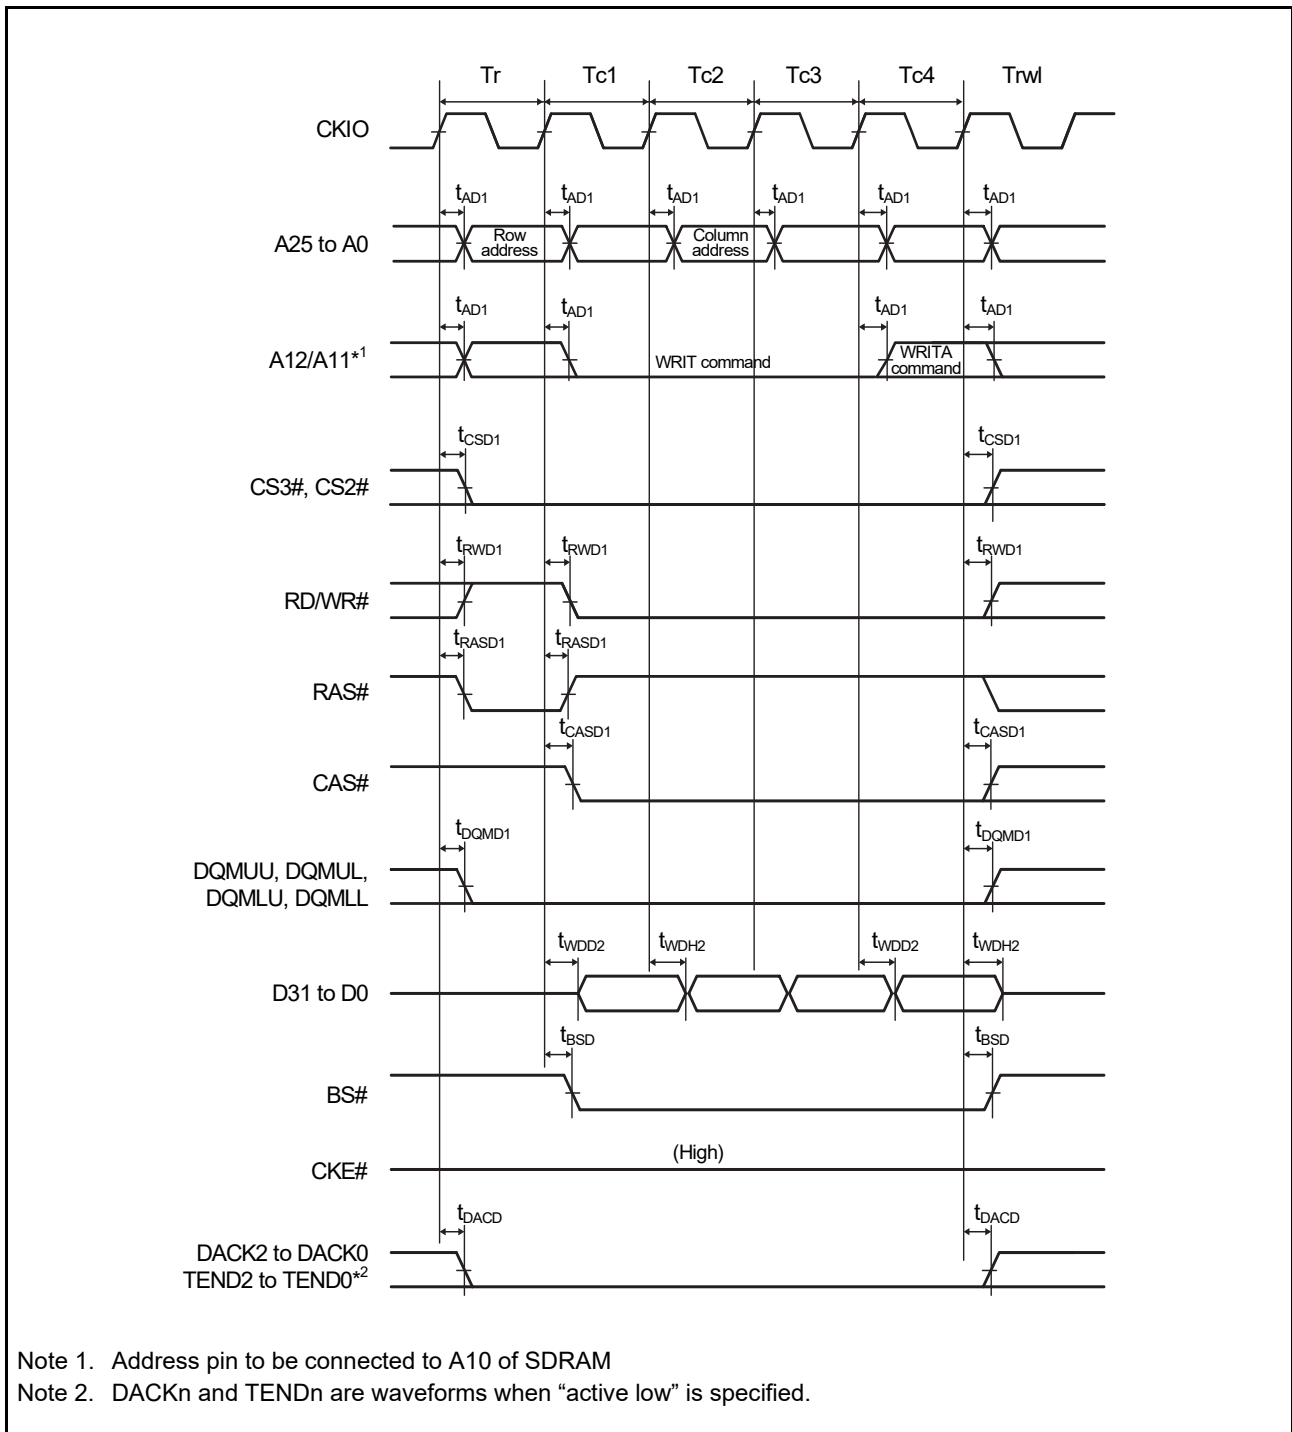 Tr Tc1 Tc2 Tc3 Tc4 Trwl
CKIO
tAD1 tAD1 tAD1 tAD1 tAD1 tAD1
A25 to A0
Row
address
Column
address
tAD1 tAD1 tAD1 tAD1
A12/A11*1
WRIT command
WRITA
command
tCSD1 tCSD1
CS3#, CS2#
tRWD1 tRWD1 tRWD1
RD/WR#
tRASD1 tRASD1
RAS#
tCASD1 tCASD1
CAS#
tDQMD1 tDQMD1
DQMUU, DQMUL,
DQMLU, DQMLL
tWDD2 tWDH2 tWDD2 tWDH2
D31 to D0
tBSD tBSD
BS#
(High)
CKE#
tDACD tDACD
DACK2 to DACK0
TEND2 to TEND0*2
Note 1. Address pin to be connected to A10 of SDRAM
Note 2. DACKn and TENDn are waveforms when “active low” is specified.